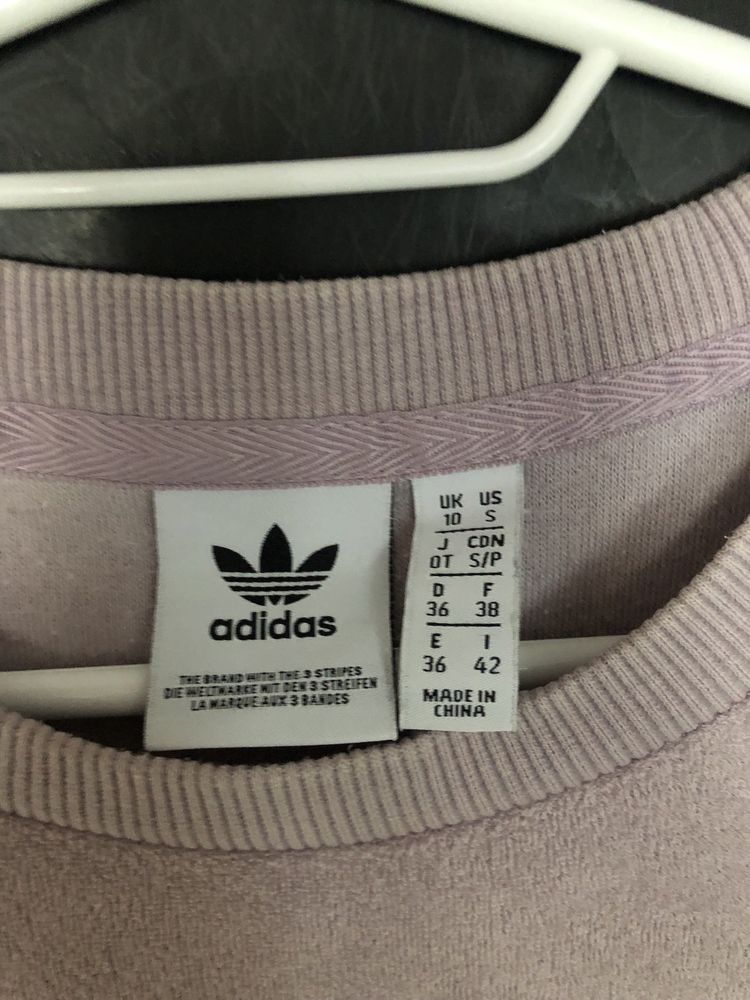 adidas
THE BRAND WITH THE 3 STRIPES
DIE WELTMARKE MIT DEN 3 STREIFEN
LA MARQUE AUX 3 BANDES
UK US
10 S
J CDN
OT S/P
D F
36 38
E I
36 42
MADE IN
CHINA